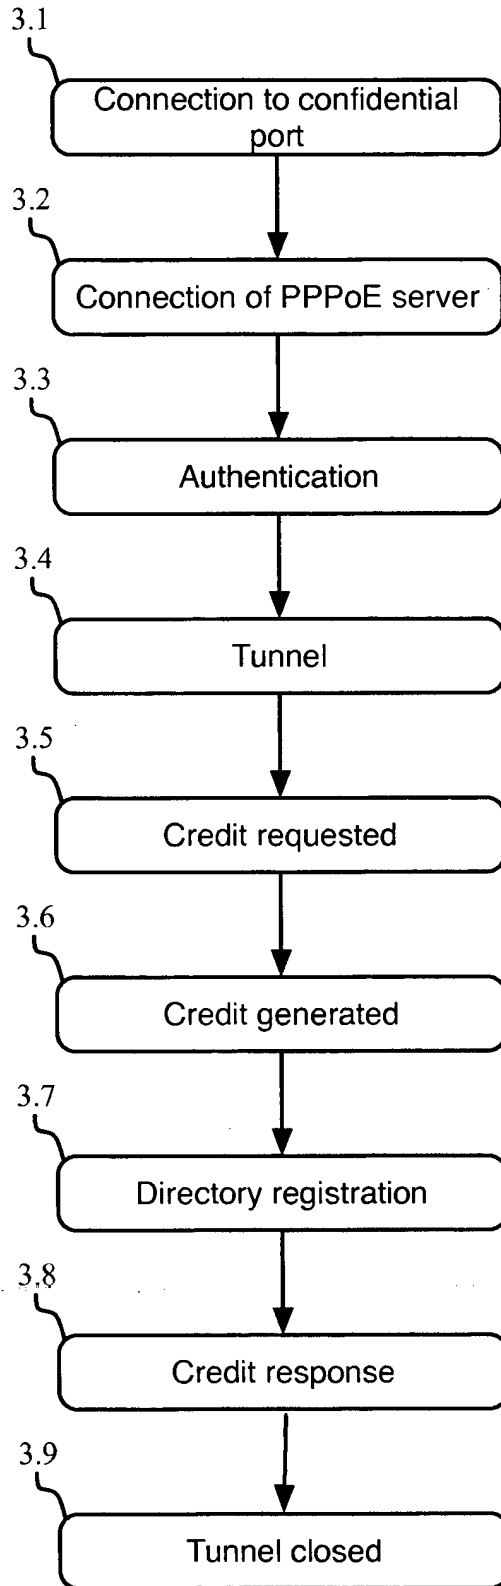 3.1
Connection to confidential
port
3.2
Connection of PPPoE server
3.3
Authentication
3.4
Tunnel
3.5
Credit requested
3.6
Credit generated
3.7
Directory registration
3.8
Credit response
3.9
Tunnel closed